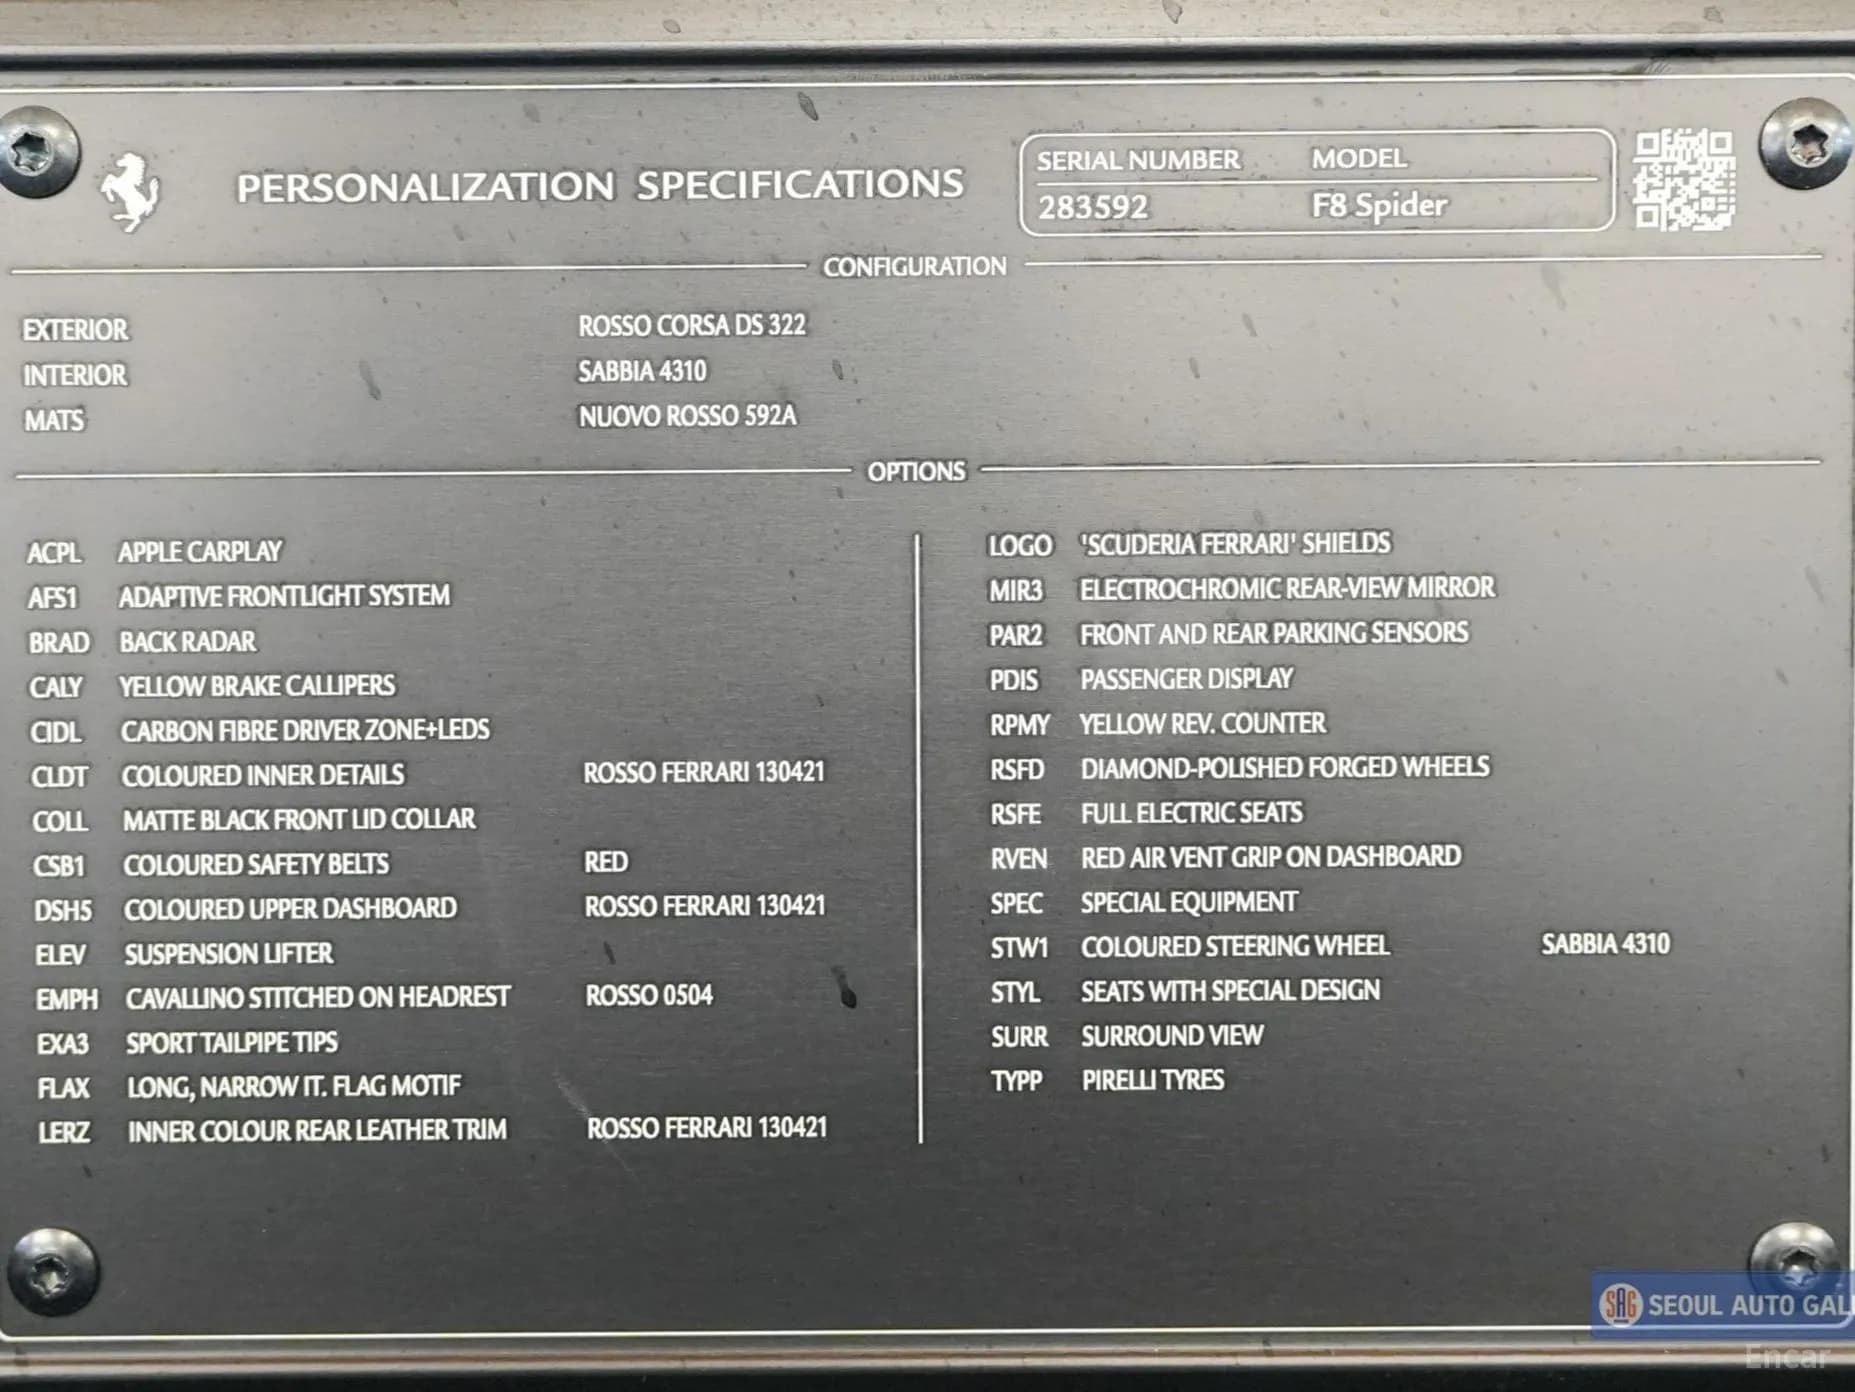 PERSONALIZATION SPECIFICATIONS
SERIAL NUMBER MODEL
283592 F8 Spider
CONFIGURATION
EXTERIOR ROSSO CORSA DS 322
INTERIOR SABBIA 4310
MATS NUOVO ROSSO 592A
OPTIONS
ACPL APPLE CARPLAY
AFS1 ADAPTIVE FRONTLIGHT SYSTEM
BRAD BACK RADAR
CALY YELLOW BRAKE CALLIPERS
CIDL CARBON FIBRE DRIVER ZONE+LEDS
CLDT COLOURED INNER DETAILS ROSSO FERRARI 130421
COLL MATTE BLACK FRONT LID COLLAR
CSB1 COLOURED SAFETY BELTS RED
DSH5 COLOURED UPPER DASHBOARD ROSSO FERRARI 130421
ELEV SUSPENSION LIFTER
EMPH CAVALLINO STITCHED ON HEADREST ROSSO 0504
EXA3 SPORT TAILPIPE TIPS
FLAX LONG, NARROW IT. FLAG MOTIF
LERZ INNER COLOUR REAR LEATHER TRIM ROSSO FERRARI 130421
LOGO 'SCUDERIA FERRARI' SHIELDS
MIR3 ELECTROCHROMIC REAR-VIEW MIRROR
PAR2 FRONT AND REAR PARKING SENSORS
PDIS PASSENGER DISPLAY
RPMY YELLOW REV. COUNTER
RSFD DIAMOND-POLISHED FORGED WHEELS
RSFE FULL ELECTRIC SEATS
RVEN RED AIR VENT GRIP ON DASHBOARD
SPEC SPECIAL EQUIPMENT
STW1 COLOURED STEERING WHEEL SABBIA 4310
STYL SEATS WITH SPECIAL DESIGN
SURR SURROUND VIEW
TYPP PIRELLI TYRES
SAG SEOUL AUTO GAL
Encar